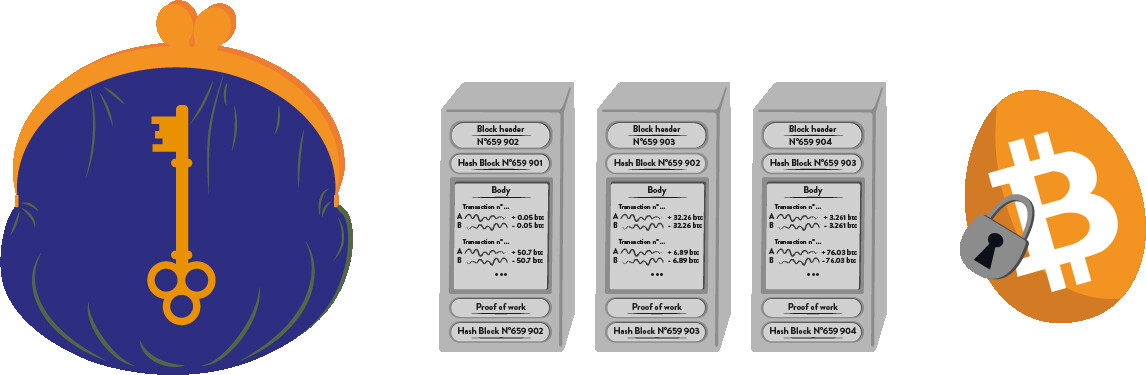 Block header
N°659 902
Hash Block N°659 901
Body
Transaction n°...
A + 0.05 btc
B - 0.05 btc
Transaction n°...
A + 50.7 btc
B - 50.7 btc
...
Proof of work
Hash Block N°659 902
Block header
N°659 903
Hash Block N°659 902
Body
Transaction n°...
A + 32.26 btc
B - 32.26 btc
Transaction n°...
A + 6.89 btc
B - 6.89 btc
...
Proof of work
Hash Block N°659 903
Block header
N°659 904
Hash Block N°659 903
Body
Transaction n°...
A + 3.261 btc
B - 3.261 btc
Transaction n°...
A +76.03 btc
B -76.03 btc
...
Proof of work
Hash Block N°659 904